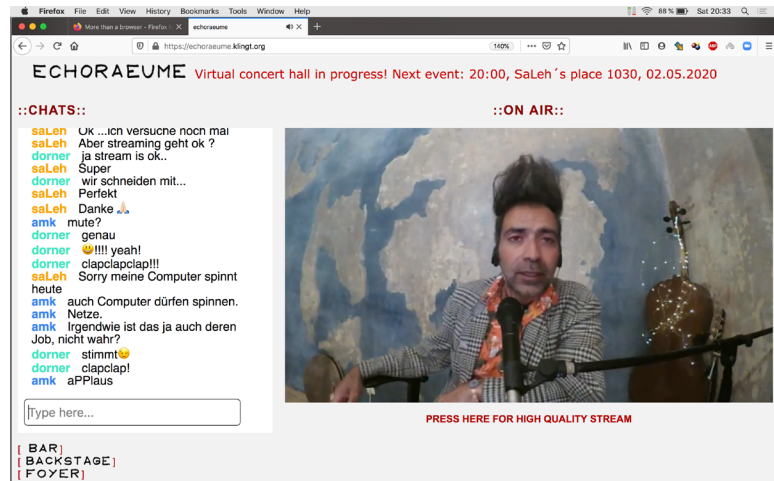 Firefox File Edit View History Bookmarks Tools Window Help 88% Sat 20:33
More than a browser - Firefox echoraeume
https://echoraeume.klingt.org 140%
ECHORAEUME Virtual concert hall in progress! Next event: 20:00, SaLeh´s place 1030, 02.05.2020
::CHATS:: ::ON AIR::
saLeh Ok ...ich versuche noch mal
saLeh Aber streaming geht ok ?
dorner ja stream is ok..
saLeh Super
dorner wir schneiden mit...
saLeh Perfekt
saLeh Danke 🙏🏻
amk mute?
dorner genau
dorner 😃!!!! yeah!
dorner clapclapclap!!!
saLeh Sorry meine Computer spinnt
heute
amk auch Computer dürfen spinnen.
amk Netze.
amk Irgendwie ist das ja auch deren
Job, nicht wahr?
dorner stimmt😉
dorner clapclap!
amk aPPlaus
Type here...
PRESS HERE FOR HIGH QUALITY STREAM
[ BAR]
[ BACKSTAGE]
[ FOYER]